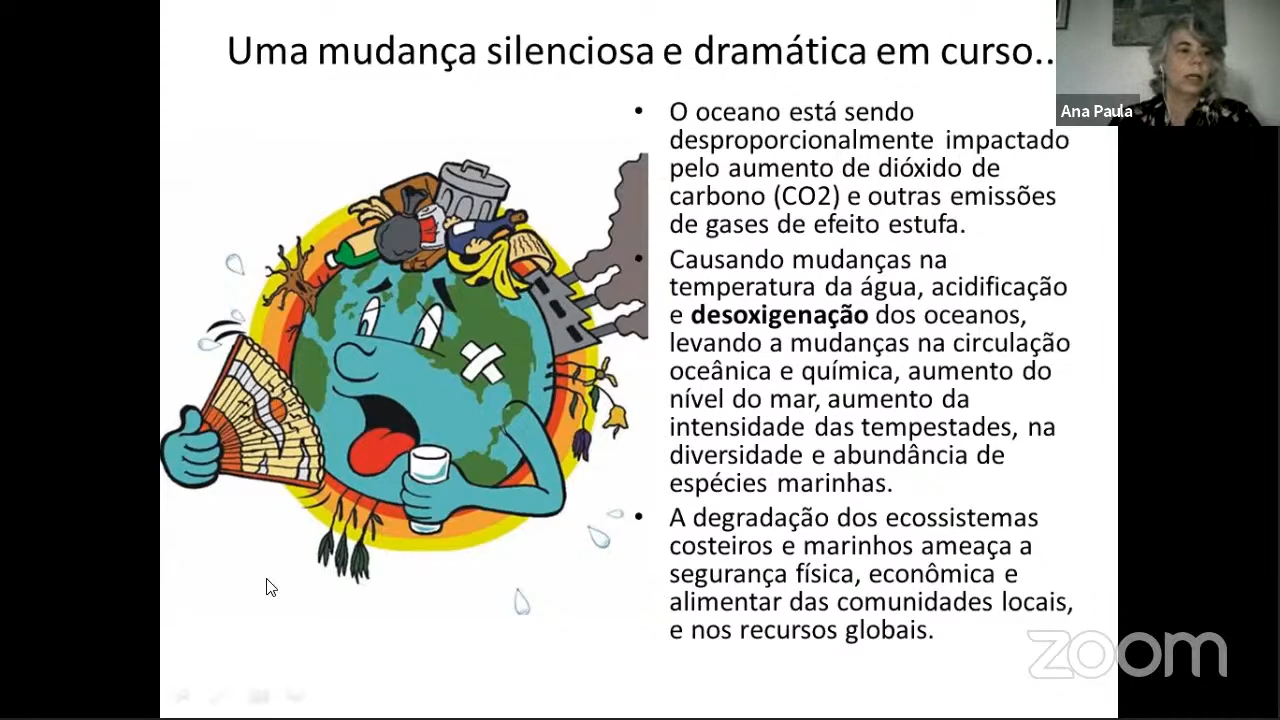 Uma mudança silenciosa e dramática em curso..
Ana Paula
• O oceano está sendo
desproporcionalmente impactado
pelo aumento de dióxido de
carbono (CO2) e outras emissões
de gases de efeito estufa.
• Causando mudanças na
temperatura da água, acidificação
e desoxigenação dos oceanos,
levando a mudanças na circulação
oceânica e química, aumento do
nível do mar, aumento da
intensidade das tempestades, na
diversidade e abundância de
espécies marinhas.
• A degradação dos ecossistemas
costeiros e marinhos ameaça a
segurança física, econômica e
alimentar das comunidades locais,
e nos recursos globais.
zoom